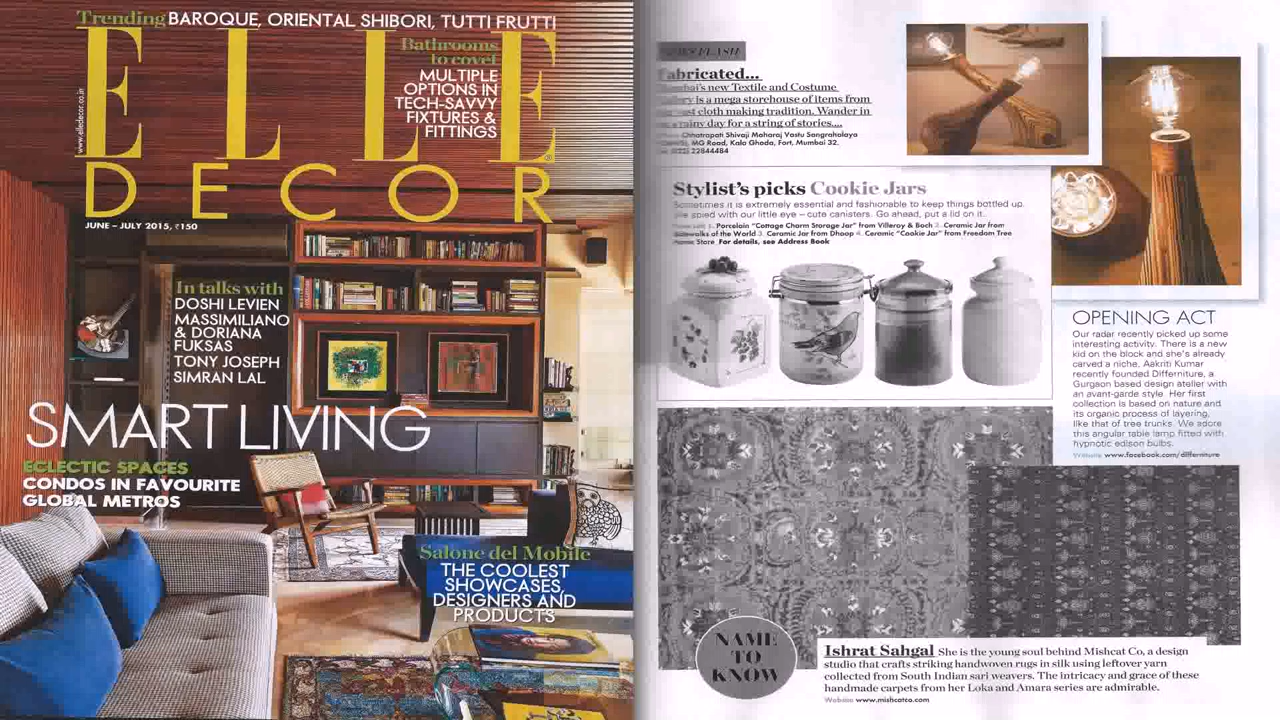 Trending BAROQUE, ORIENTAL SHIBORI, TUTTI FRUTTI
ELLE
DECOR
www.elledecor.co.in
Bathrooms
to covet
MULTIPLE
OPTIONS IN
TECH-SAVVY
FIXTURES &
FITTINGS
JUNE – JULY 2015, ₹150
In talks with
DOSHI LEVIEN
MASSIMILIANO
& DORIANA
FUKSAS
TONY JOSEPH
SIMRAN LAL
SMART LIVING
ECLECTIC SPACES
CONDOS IN FAVOURITE
GLOBAL METROS
Salone del Mobile
THE COOLEST
SHOWCASES,
DESIGNERS AND
PRODUCTS
Fabricated...
new Textile and Costume
is a mega storehouse of items from
cloth making tradition. Wander in
rainy day for a string of stories....
Chhatrapati Shivaji Maharaj Vastu Sangrahalaya
MG Road, Kala Ghoda, Fort, Mumbai 32.
22844484
Stylist's picks Cookie Jars
Sometimes it is extremely essential and fashionable to keep things bottled up.
We spied with our little eye – cute canisters. Go ahead, put a lid on it.
1. Porcelain "Cottage Charm Storage Jar" from Villeroy & Boch 2. Ceramic Jar from
Sidewalks of the World 3. Ceramic Jar from Dhoop 4. Ceramic "Cookie Jar" from Freedom Tree
Home Store For details, see Address Book
OPENING ACT
Our radar recently picked up some
interesting activity. There is a new
kid on the block and she's already
carved a niche, Aakriti Kumar
recently founded Differniture, a
Gurgaon based design atelier with
an avant-garde style. Her first
collection is based on nature and
its organic process of layering,
like that of tree trunks. We adore
this angular table lamp fitted with
hypnotic edison bulbs.
Website www.facebook.com/differniture
NAME
TO
KNOW
Ishrat Sahgal She is the young soul behind Mishcat Co, a design
studio that crafts striking handwoven rugs in silk using leftover yarn
collected from South Indian sari weavers. The intricacy and grace of these
handmade carpets from her Loka and Amara series are admirable.
Website www.mishcatco.com